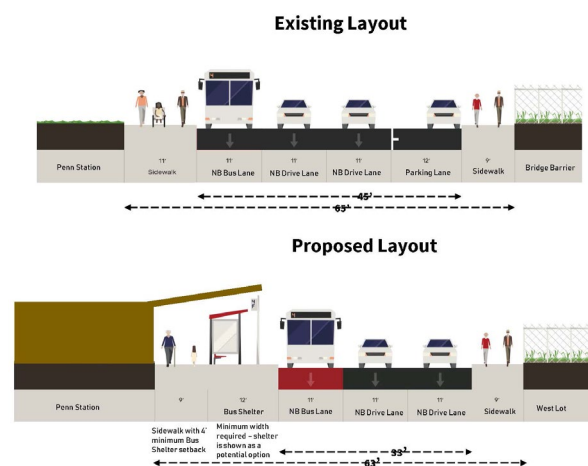 Existing Layout
Penn Station
11'
Sidewalk
11'
NB Bus Lane
11'
NB Drive Lane
11'
NB Drive Lane
12'
Parking Lane
9'
Sidewalk
Bridge Barrier
45'
65'
Proposed Layout
Penn Station
9'
12'
Bus Shelter
11'
NB Bus Lane
11'
NB Drive Lane
11'
NB Drive Lane
9'
Sidewalk
West Lot
Sidewalk with 4'
minimum Bus
Shelter setback
Minimum width
required – shelter
is shown as a
potential option
33'
63'